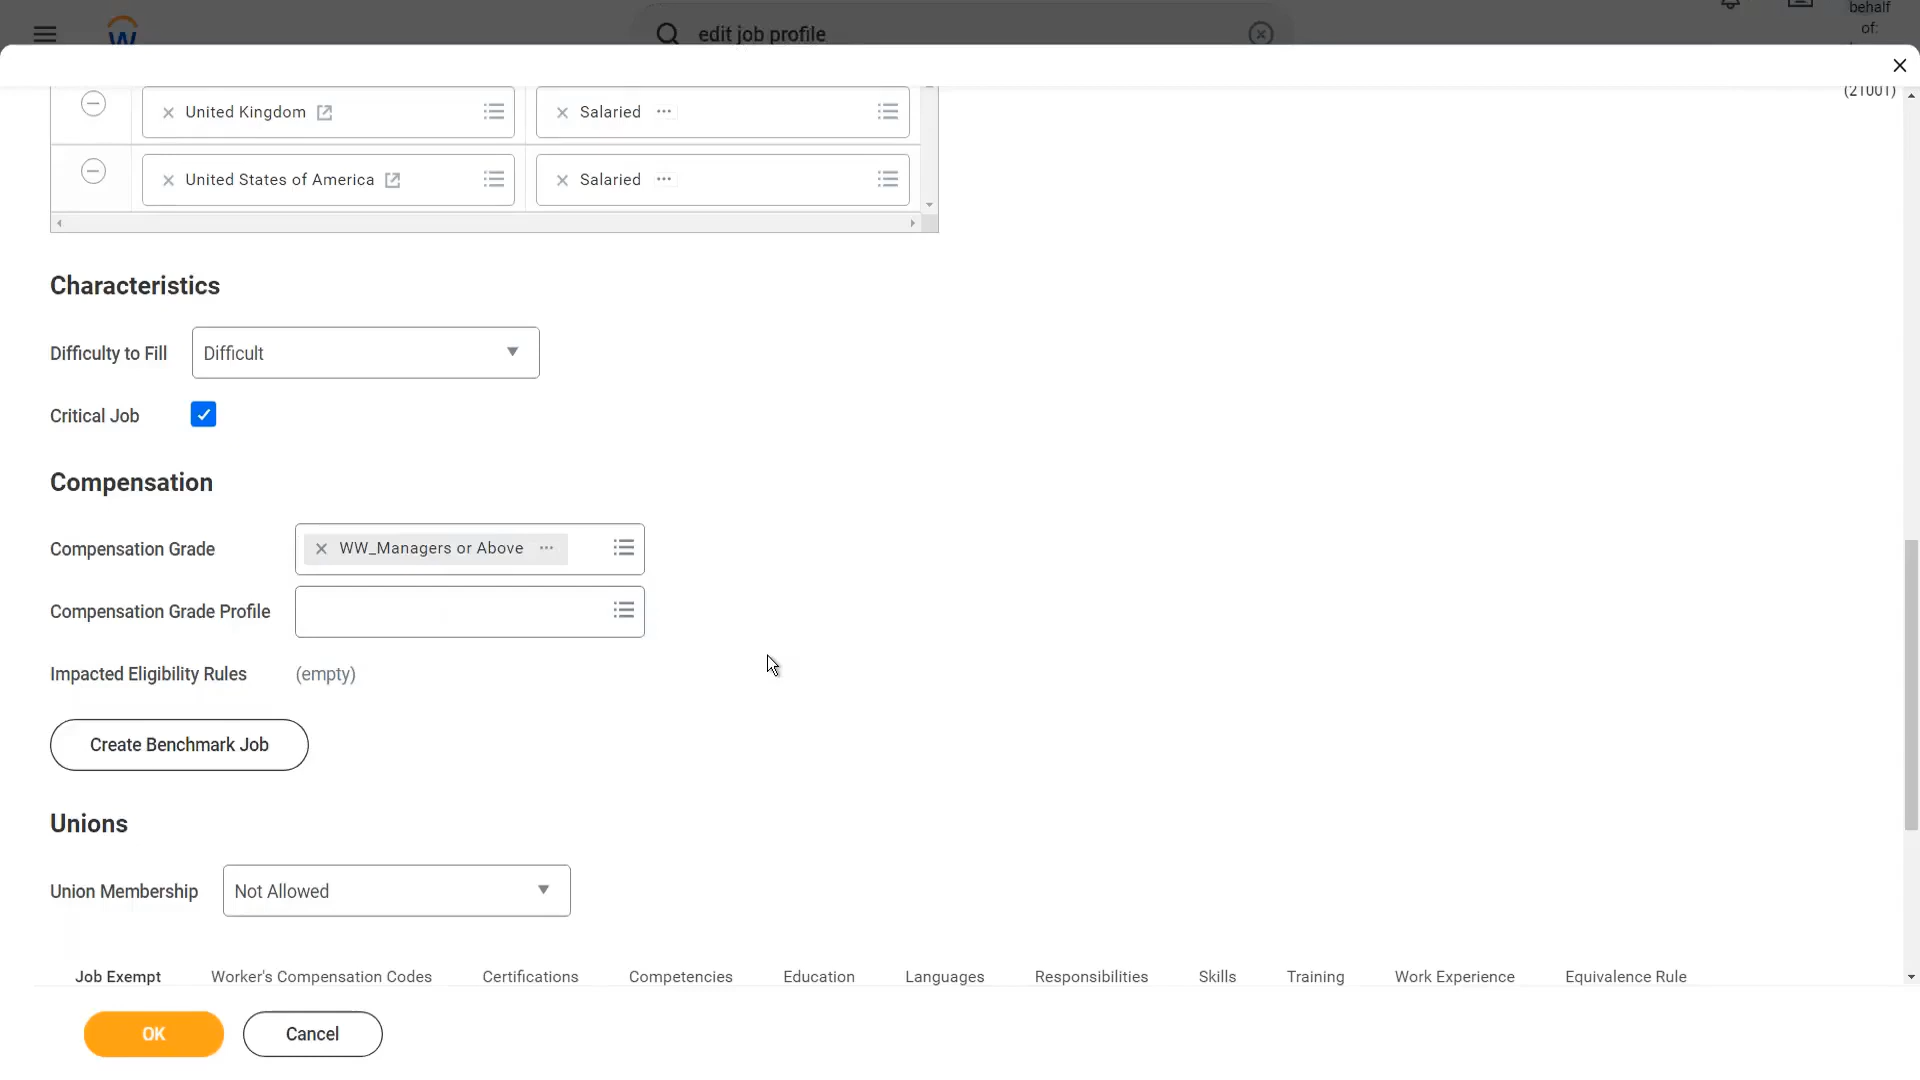 behalf
of:
W
edit job profile
(21001)
United Kingdom
Salaried
United States of America
Salaried
Characteristics
Difficulty to Fill
Difficult
Critical Job
Compensation
Compensation Grade
WW_Managers or Above
Compensation Grade Profile
Impacted Eligibility Rules
(empty)
Create Benchmark Job
Unions
Union Membership
Not Allowed
Job Exempt Worker's Compensation Codes Certifications Competencies Education Languages Responsibilities Skills Training Work Experience Equivalence Rule
OK
Cancel